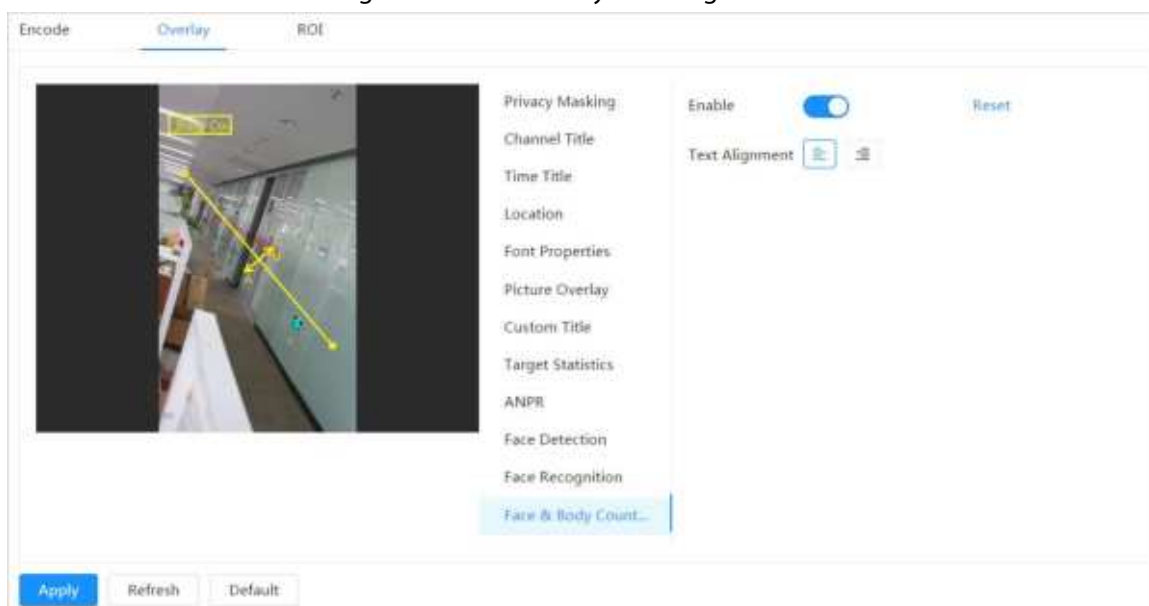 Encode Overlay ROI
Privacy Masking
Channel Title
Time Title
Location
Font Properties
Picture Overlay
Custom Title
Target Statistics
ANPR
Face Detection
Face Recognition
Face & Body Count...
Enable Reset
Text Alignment
Apply Refresh Default